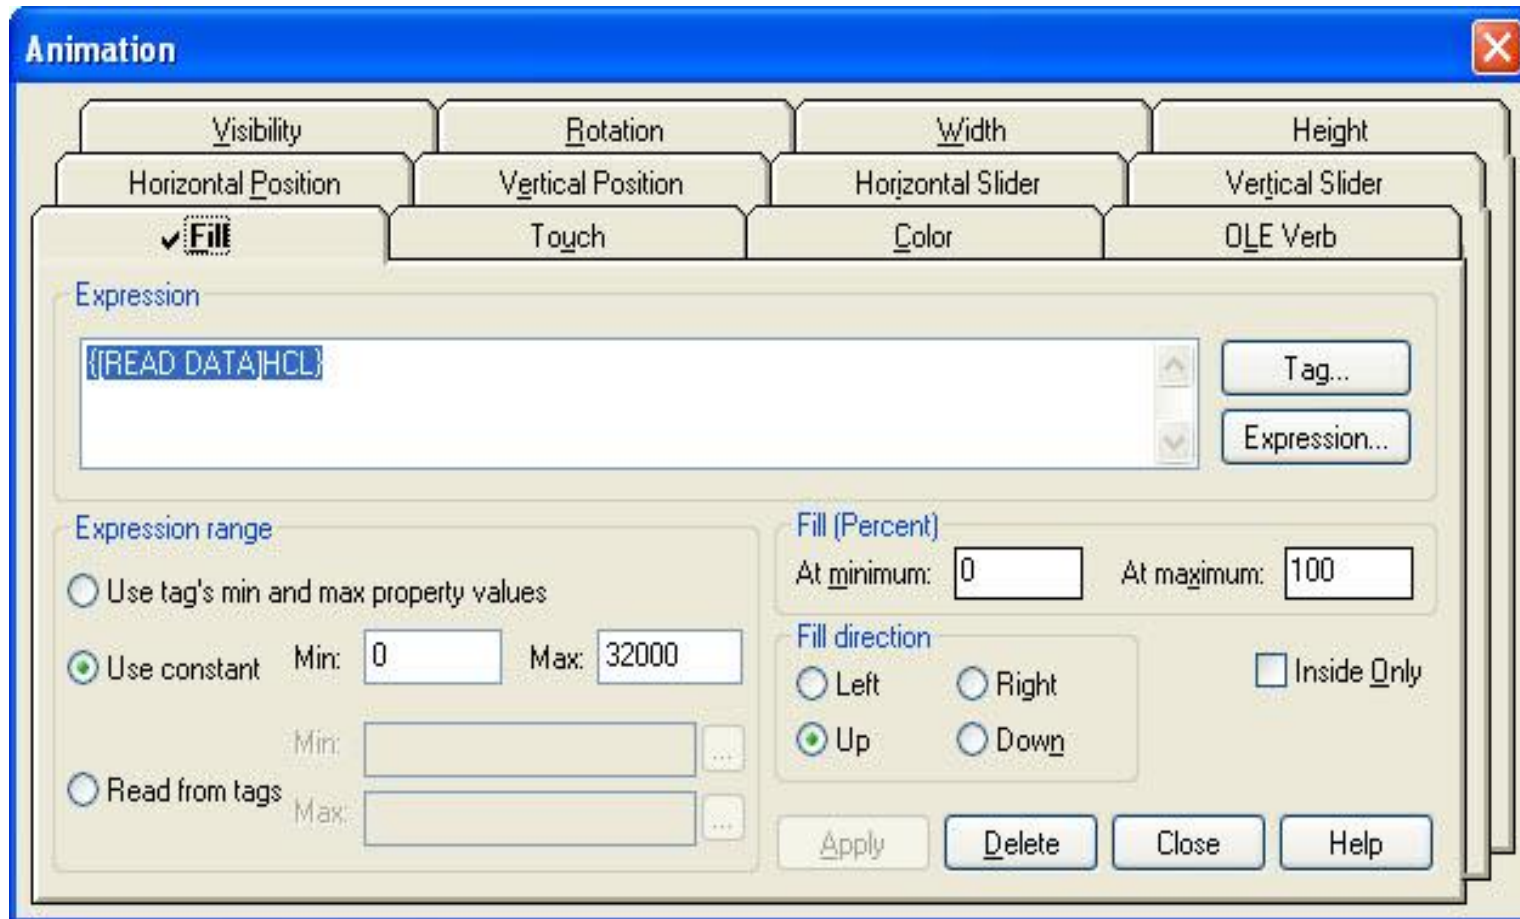 Animation
Visibility Rotation Width Height
Horizontal Position Vertical Position Horizontal Slider Vertical Slider
Fill Touch Color OLE Verb
Expression
{[READ DATA]HCL}
Tag...
Expression...
Expression range
Use tag's min and max property values
Use constant Min: 0 Max: 32000
Read from tags
Min: ...
Max: ...
Fill (Percent)
At minimum: 0 At maximum: 100
Fill direction
Left Right
Up Down
Inside Only
Apply Delete Close Help